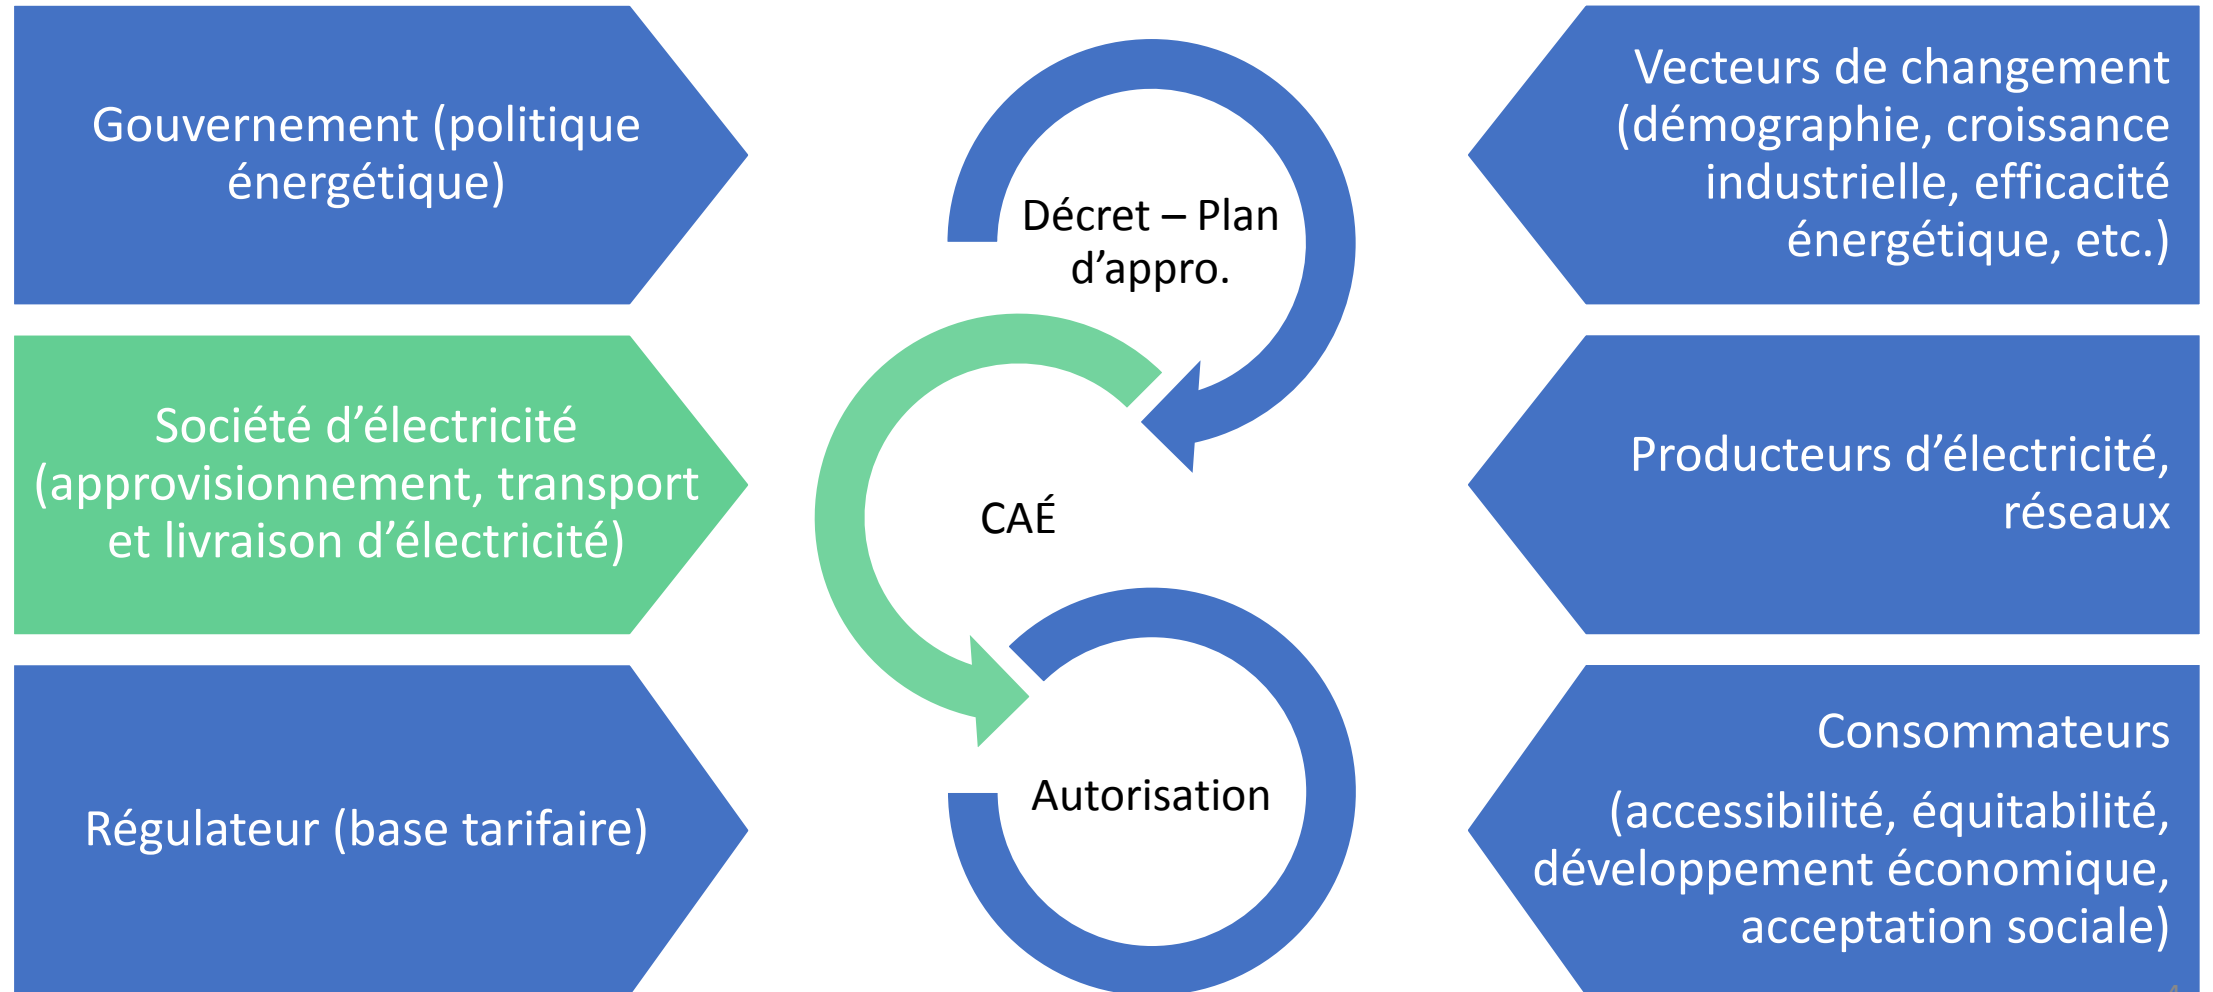 Gouvernement (politique
énergétique)
Décret – Plan
d’appro.
Vecteurs de changement
(démographie, croissance
industrielle, efficacité
énergétique, etc.)
Société d’électricité
(approvisionnement, transport
et livraison d’électricité)
CAÉ
Producteurs d’électricité,
réseaux
Régulateur (base tarifaire)
Autorisation
Consommateurs
(accessibilité, équitabilité,
développement économique,
acceptation sociale)